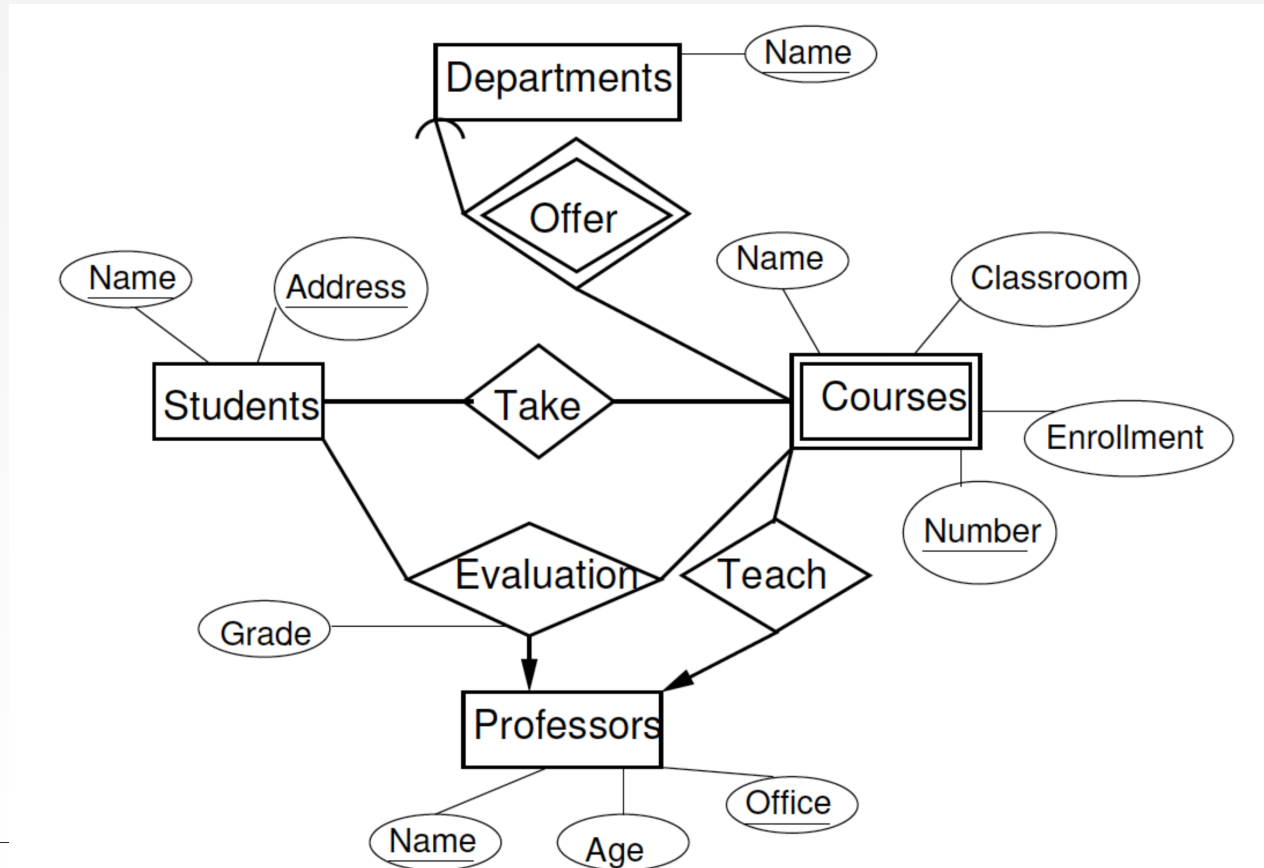 Name
Departments
Offer
Name
Classroom
Name
Address
Students
Take
Courses
Enrollment
Number
Evaluation
Teach
Grade
Professors
Office
Name
Age